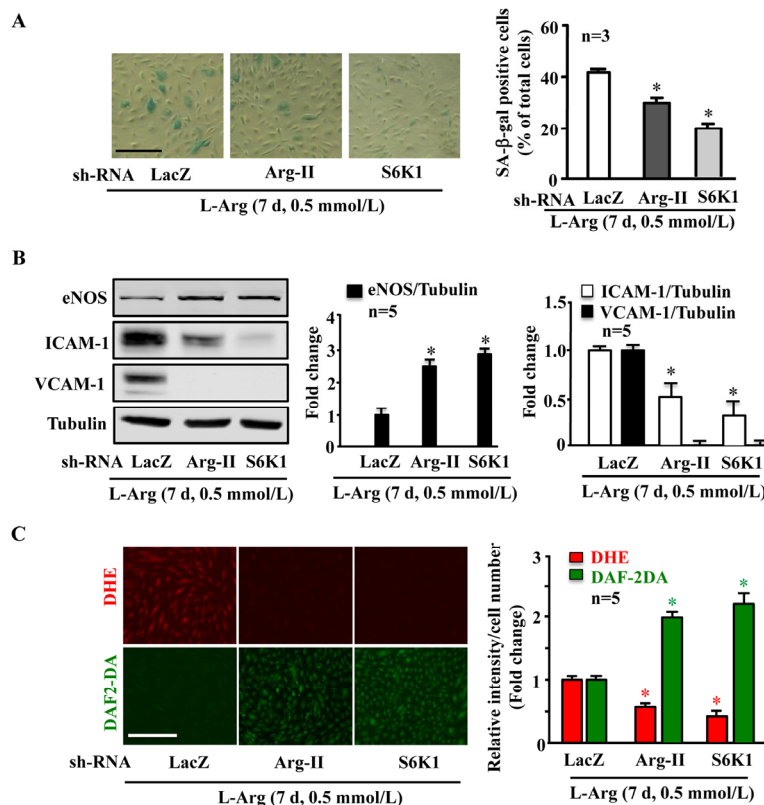 A
sh-RNA LacZ Arg-II S6K1
L-Arg (7 d, 0.5 mmol/L)
SA-β-gal positive cells
(% of total cells)
60
40
20
0
n=3
*
*
sh-RNA LacZ Arg-II S6K1
L-Arg (7 d, 0.5 mmol/L)
B
eNOS
ICAM-1
VCAM-1
Tubulin
sh-RNA LacZ Arg-II S6K1
L-Arg (7 d, 0.5 mmol/L)
eNOS/Tubulin
n=5
Fold change
4
3
2
1
0
*
*
LacZ Arg-II S6K1
L-Arg (7 d, 0.5 mmol/L)
ICAM-1/Tubulin
VCAM-1/Tubulin
n=5
Fold change
1.5
1.0
0.5
0
*
*
LacZ Arg-II S6K1
L-Arg (7 d, 0.5 mmol/L)
C
DHE
DAF2-DA
sh-RNA LacZ Arg-II S6K1
L-Arg (7 d, 0.5 mmol/L)
Relative intensity/cell number
(Fold change)
3
2
1
0
DHE
DAF-2DA
n=5
*
*
*
*
LacZ Arg-II S6K1
L-Arg (7 d, 0.5 mmol/L)